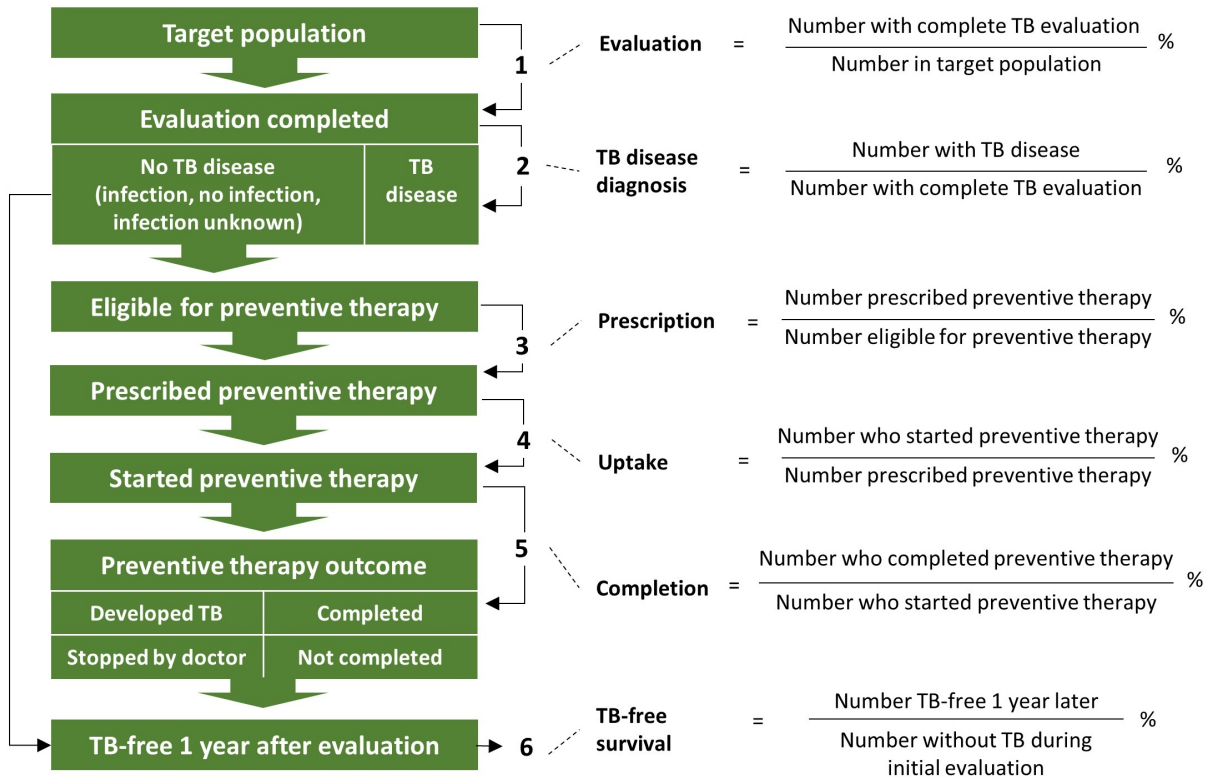 Target population
1
Evaluation
=
Number with complete TB evaluation
Number in target population
%
Evaluation completed
No TB disease
(infection, no infection,
infection unknown)
TB
disease
2
TB disease
diagnosis
=
Number with TB disease
Number with complete TB evaluation
%
Eligible for preventive therapy
3
Prescription
=
Number prescribed preventive therapy
Number eligible for preventive therapy
%
Prescribed preventive therapy
4
Uptake
=
Number who started preventive therapy
Number prescribed preventive therapy
%
Started preventive therapy
5
Completion
=
Number who completed preventive therapy
Number who started preventive therapy
%
Preventive therapy outcome
Developed TB
Completed
Stopped by doctor
Not completed
TB-free 1 year after evaluation
6
TB-free
survival
=
Number TB-free 1 year later
Number without TB during
initial evaluation
%